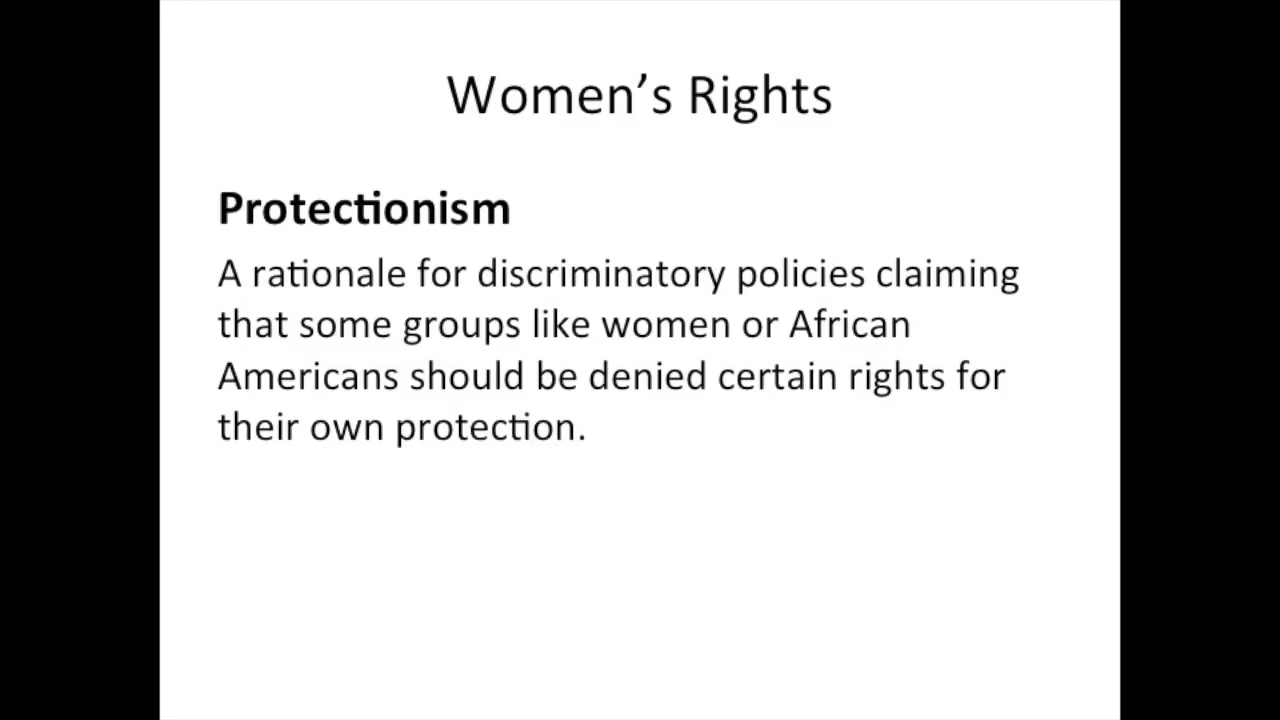 Women’s Rights
Protectionism
A rationale for discriminatory policies claiming
that some groups like women or African
Americans should be denied certain rights for
their own protection.